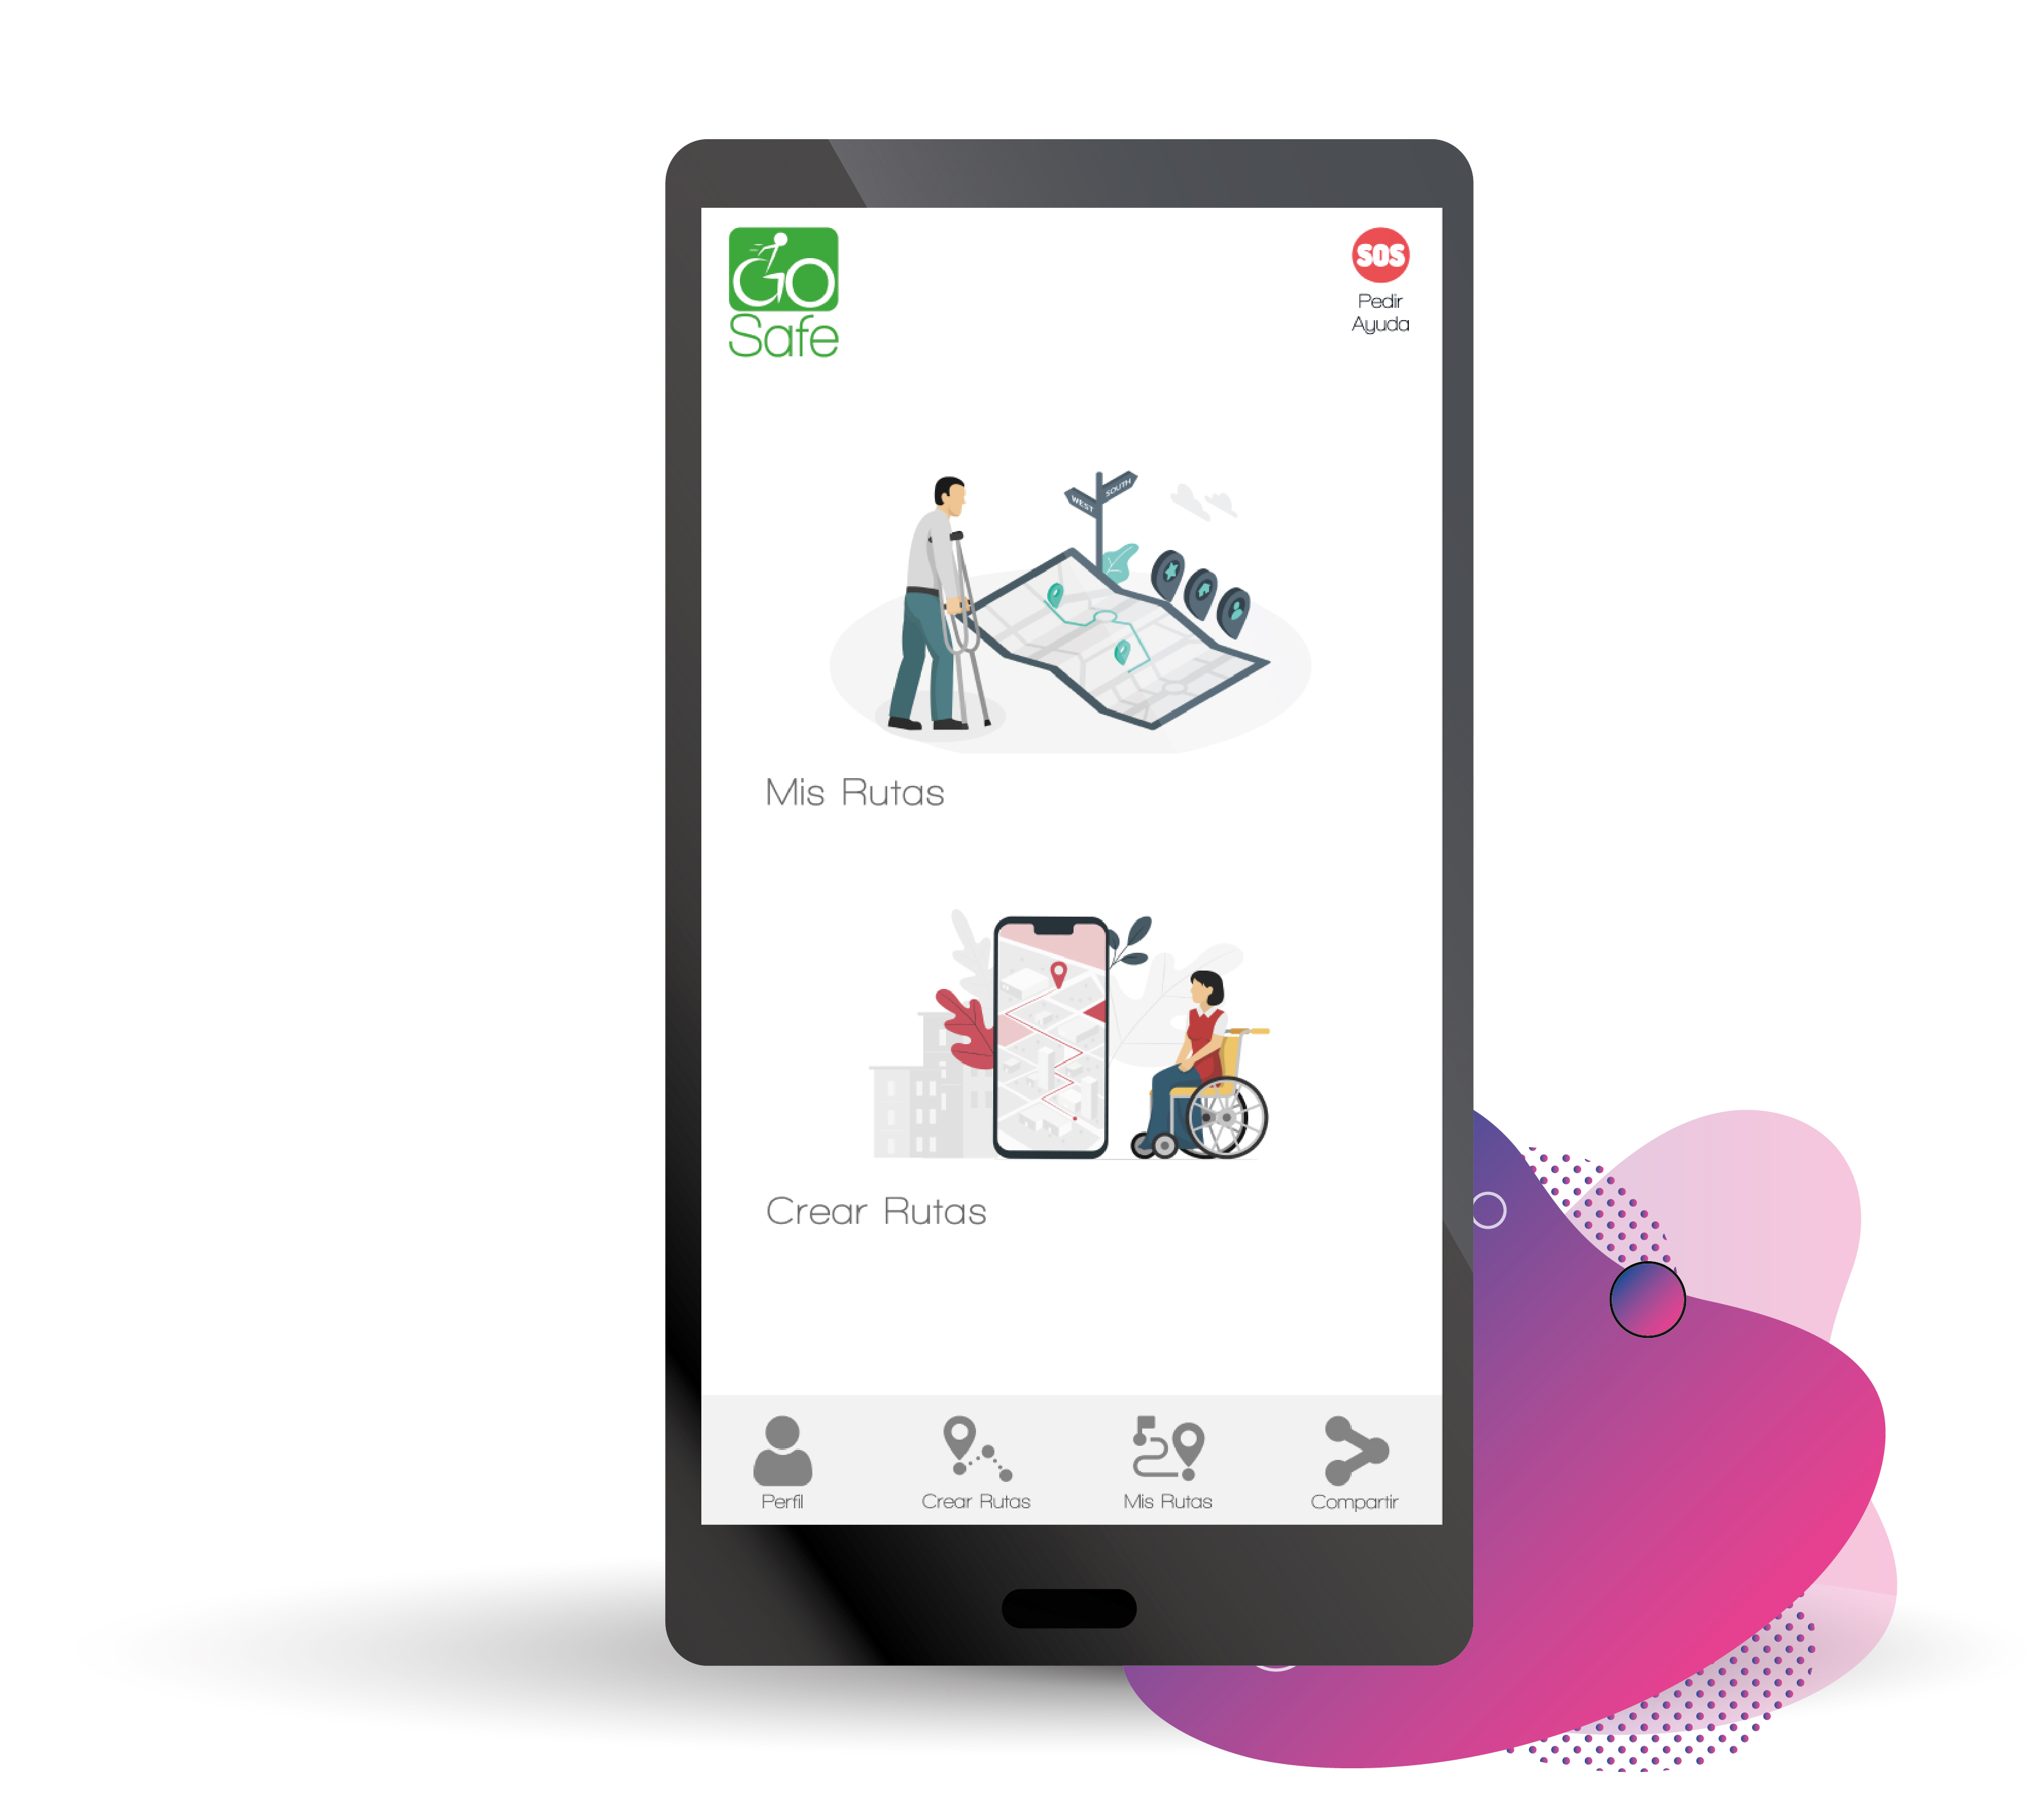 GO
Safe
SOS
Pedir
Ayuda
WEST
SOUTH
Mis Rutas
Crear Rutas
Perfil
Crear Rutas
Mis Rutas
Compartir